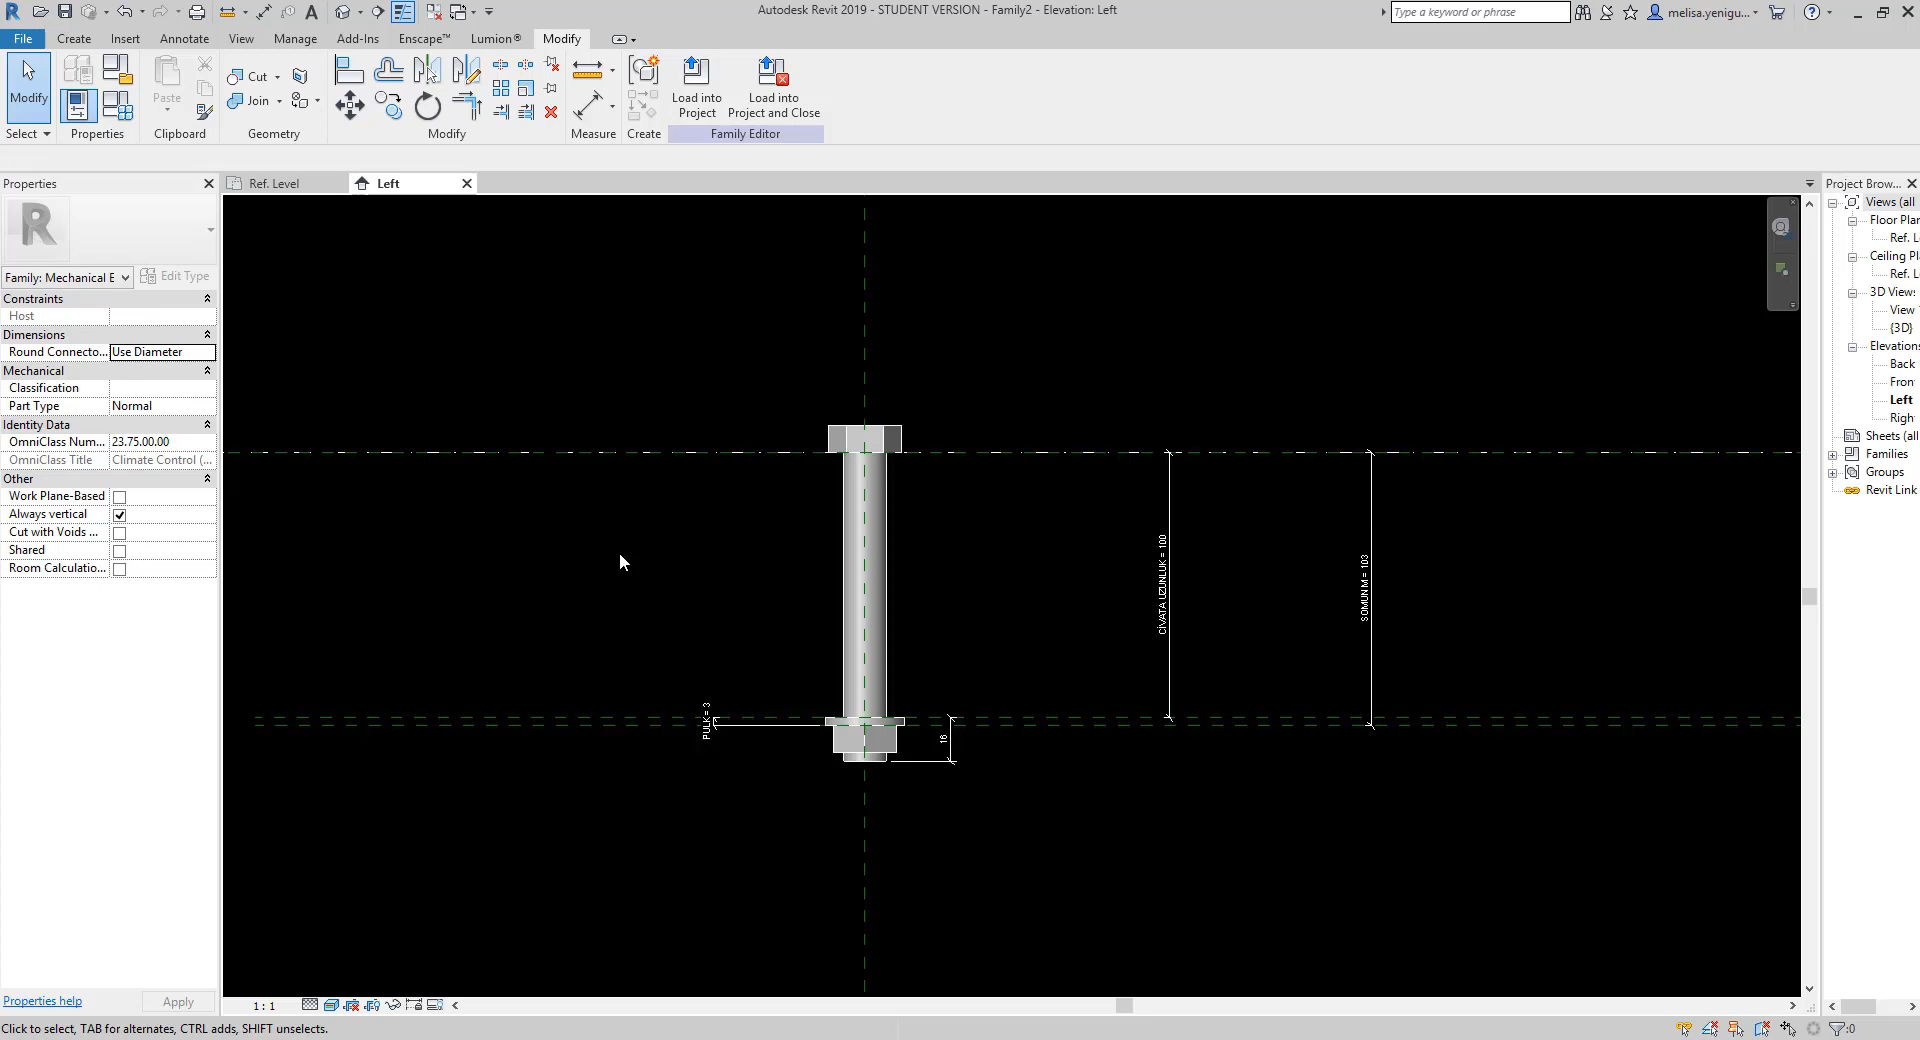 Autodesk Revit 2019 - STUDENT VERSION - Family2 - Elevation: Left
Type a keyword or phrase
melisa.yenigu...
File Create Insert Annotate View Manage Add-Ins Enscape™ Lumion® Modify
Modify
Paste
Cut
Join
Load into Project
Load into Project and Close
Select Properties Clipboard Geometry Modify Measure Create Family Editor
Properties
Ref. Level
Left
Project Brow...
R
Family: Mechanical E
Edit Type
Constraints
Host
Dimensions
Round Connecto... Use Diameter
Mechanical
Classification
Part Type Normal
Identity Data
OmniClass Num... 23.75.00.00
OmniClass Title Climate Control (...
Other
Work Plane-Based
Always vertical
Cut with Voids ...
Shared
Room Calculatio...
Properties help
Apply
CİVATA UZUNLUK = 100
SOMUN M = 103
PULK = 3
16
Views (all
Floor Plan
Ref. L
Ceiling Pl
Ref. L
3D Views
View
{3D}
Elevations
Back
Fron
Left
Righ
Sheets (all
Families
Groups
Revit Link
1 : 1
Click to select, TAB for alternates, CTRL adds, SHIFT unselects.
:0